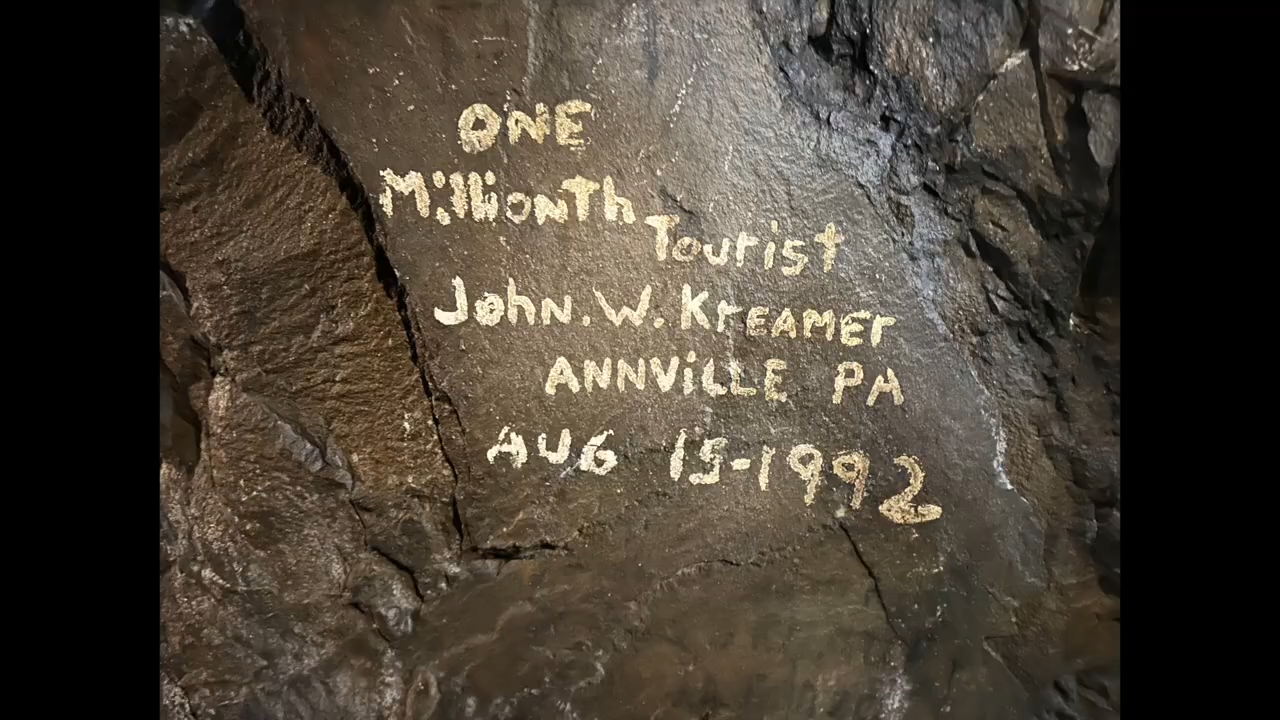 ONE
Millionth
Tourist
John. W. KrEAMEr
ANNViLLE PA
AUG 15-1992